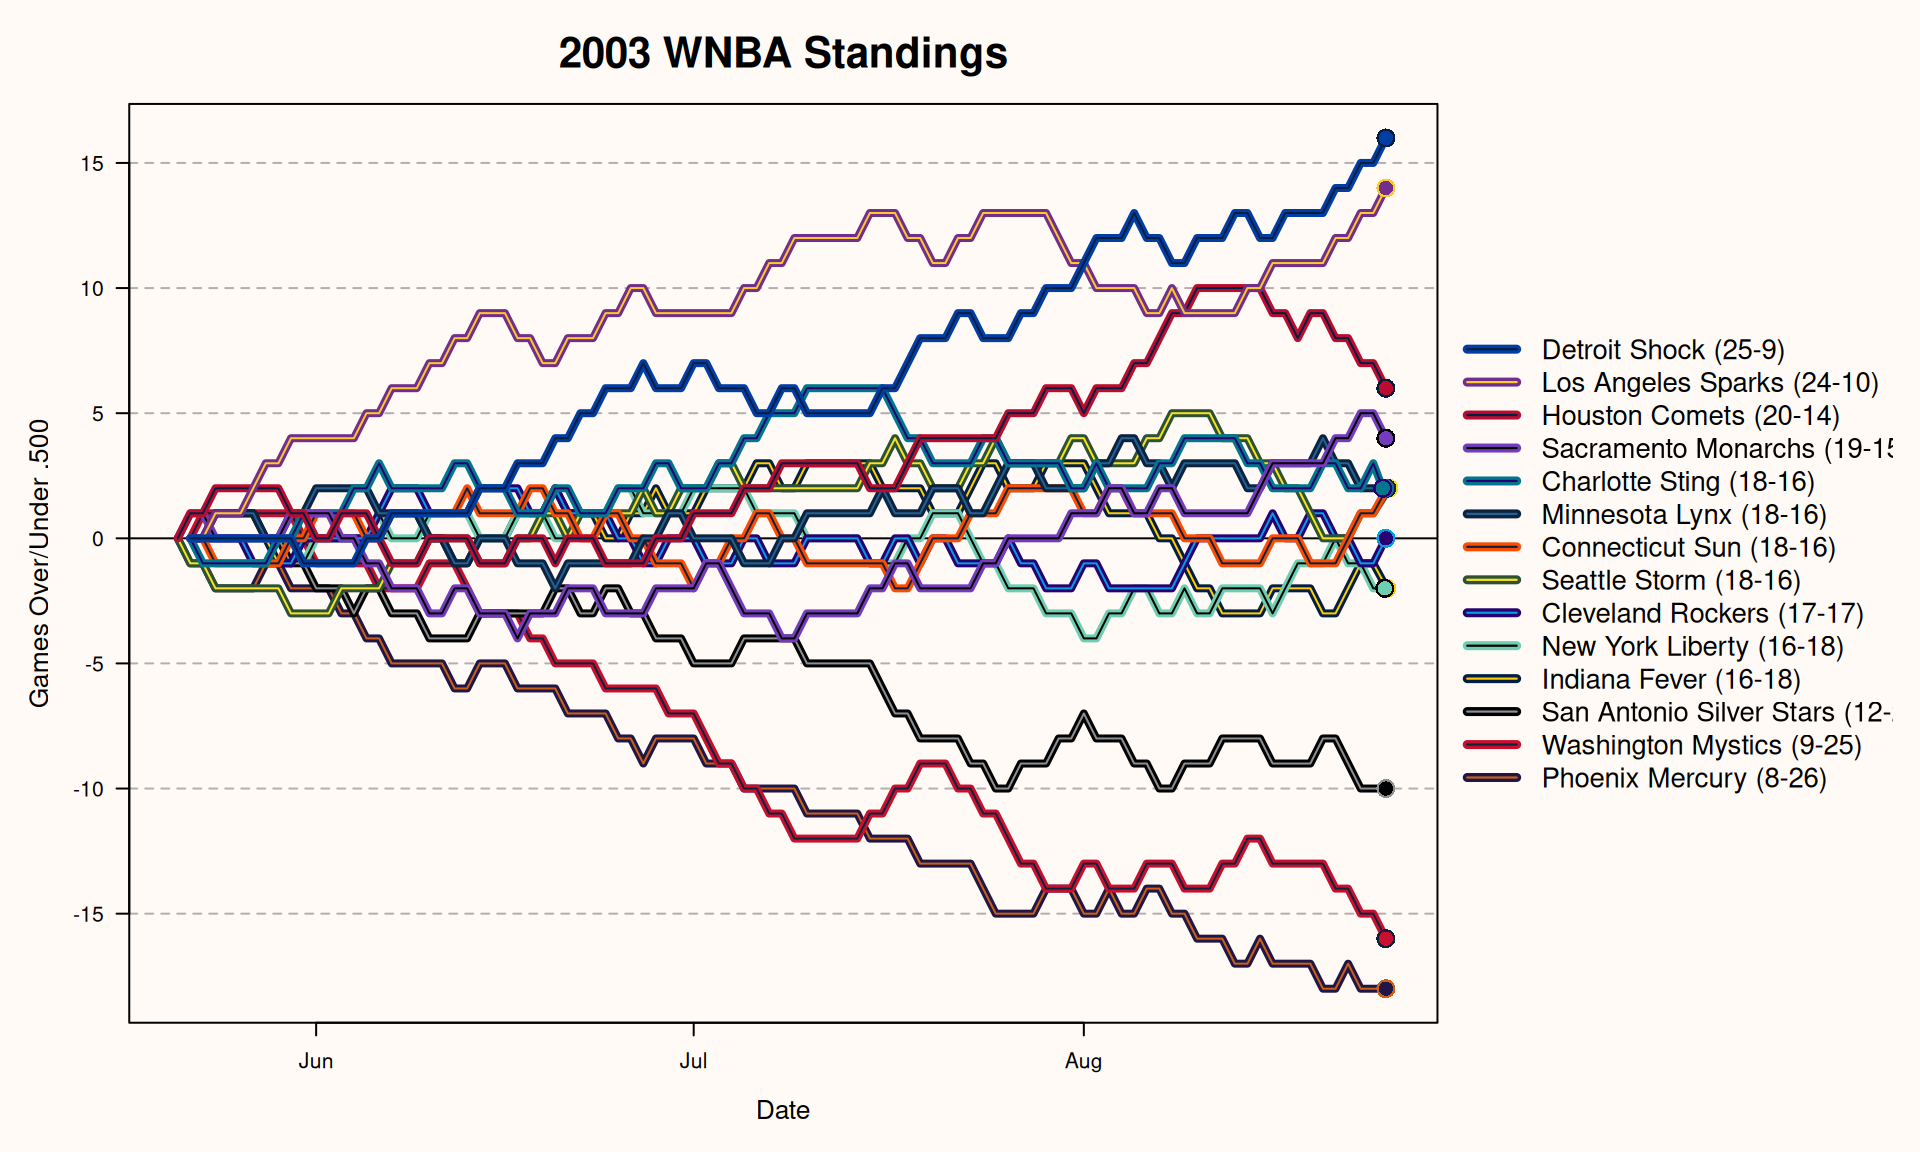 2003 WNBA Standings
Games Over/Under .500
15
10
5
0
-5
-10
-15
Jun
Jul
Aug
Date
Detroit Shock (25-9)
Los Angeles Sparks (24-10)
Houston Comets (20-14)
Sacramento Monarchs (19-15
Charlotte Sting (18-16)
Minnesota Lynx (18-16)
Connecticut Sun (18-16)
Seattle Storm (18-16)
Cleveland Rockers (17-17)
New York Liberty (16-18)
Indiana Fever (16-18)
San Antonio Silver Stars (12-
Washington Mystics (9-25)
Phoenix Mercury (8-26)